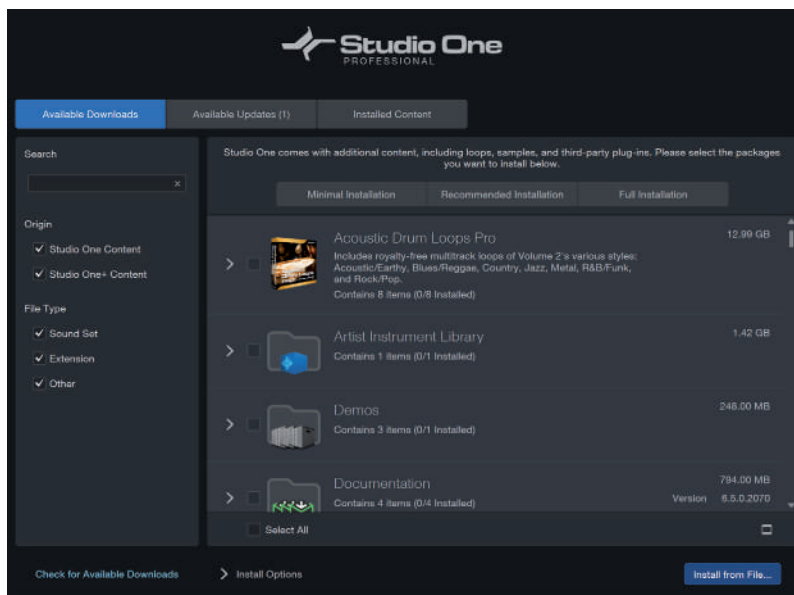 Studio One
PROFESSIONAL
Available Downloads
Available Updates (1)
Installed Content
Search
Studio One comes with additional content, including loops, samples, and third-party plug-ins. Please select the packages
you want to install below.
Minimal Installation
Recommended Installation
Full Installation
Origin
Studio One Content
Studio One+ Content
File Type
Sound Set
Extension
Other
Acoustic Drum Loops Pro
12.99 GB
Includes royalty-free multitrack loops of Volume 2's various styles:
Acoustic/Earthy, Blues/Reggae, Country, Jazz, Metal, R&B/Funk,
and Rock/Pop.
Contains 8 items (0/8 Installed)
Artist Instrument Library
1.42 GB
Contains 1 items (0/1 Installed)
Demos
248.00 MB
Contains 3 items (0/1 Installed)
Documentation
794.00 MB
Contains 4 items (0/4 Installed)
Version 6.5.0.2070
Select All
Check for Available Downloads
Install Options
Install from File...